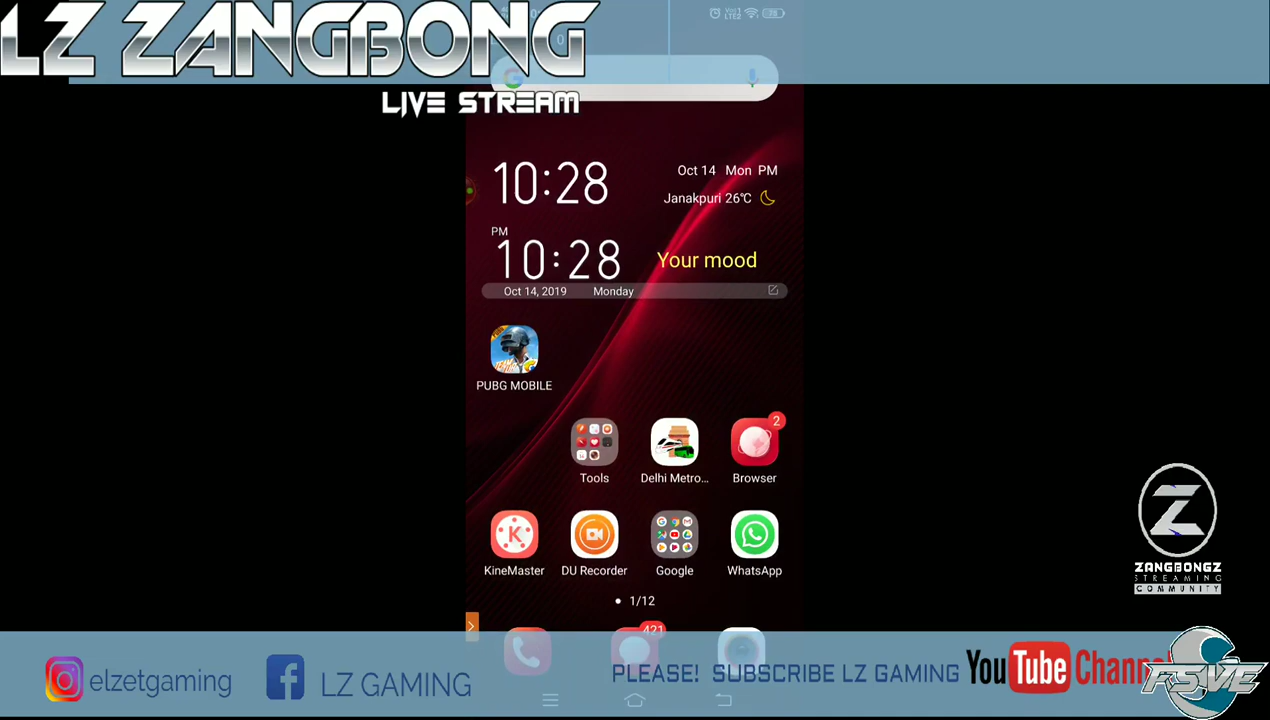 LZ ZANGBONG
LIVE STREAM
10:28
Oct 14 Mon PM
Janakpuri 26℃
PM
10:28
Your mood
Oct 14, 2019 Monday
PUBG MOBILE
Tools
Delhi Metro...
2
Browser
KineMaster
DU Recorder
Google
WhatsApp
1/12
421
ZANGBONGZ
STREAMING
COMMUNITY
elzetgaming
LZ GAMING
PLEASE! SUBSCRIBE LZ GAMING
YouTube Channel
FSVE